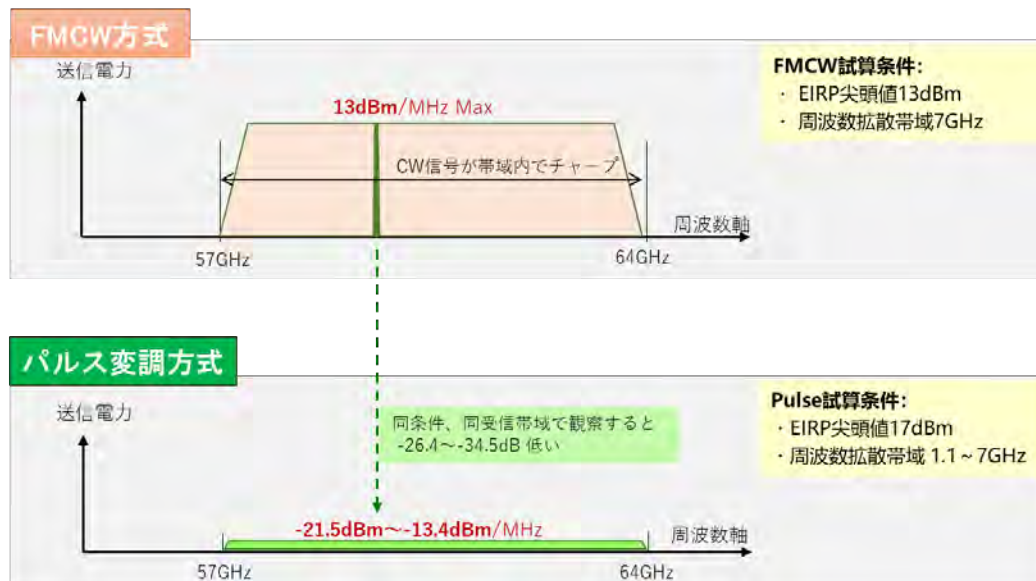 FMCW方式
送信電力
13dBm/MHz Max
CW信号が帯域内でチャープ
周波数軸
57GHz
64GHz
FMCW試算条件:
· EIRP尖頭値13dBm
· 周波数拡散帯域7GHz
パルス変調方式
送信電力
同条件、同受信帯域で観察すると
-26.4～-34.5dB 低い
-21.5dBm～-13.4dBm/MHz
周波数軸
57GHz
64GHz
Pulse試算条件:
· EIRP尖頭値17dBm
· 周波数拡散帯域 1.1～7GHz